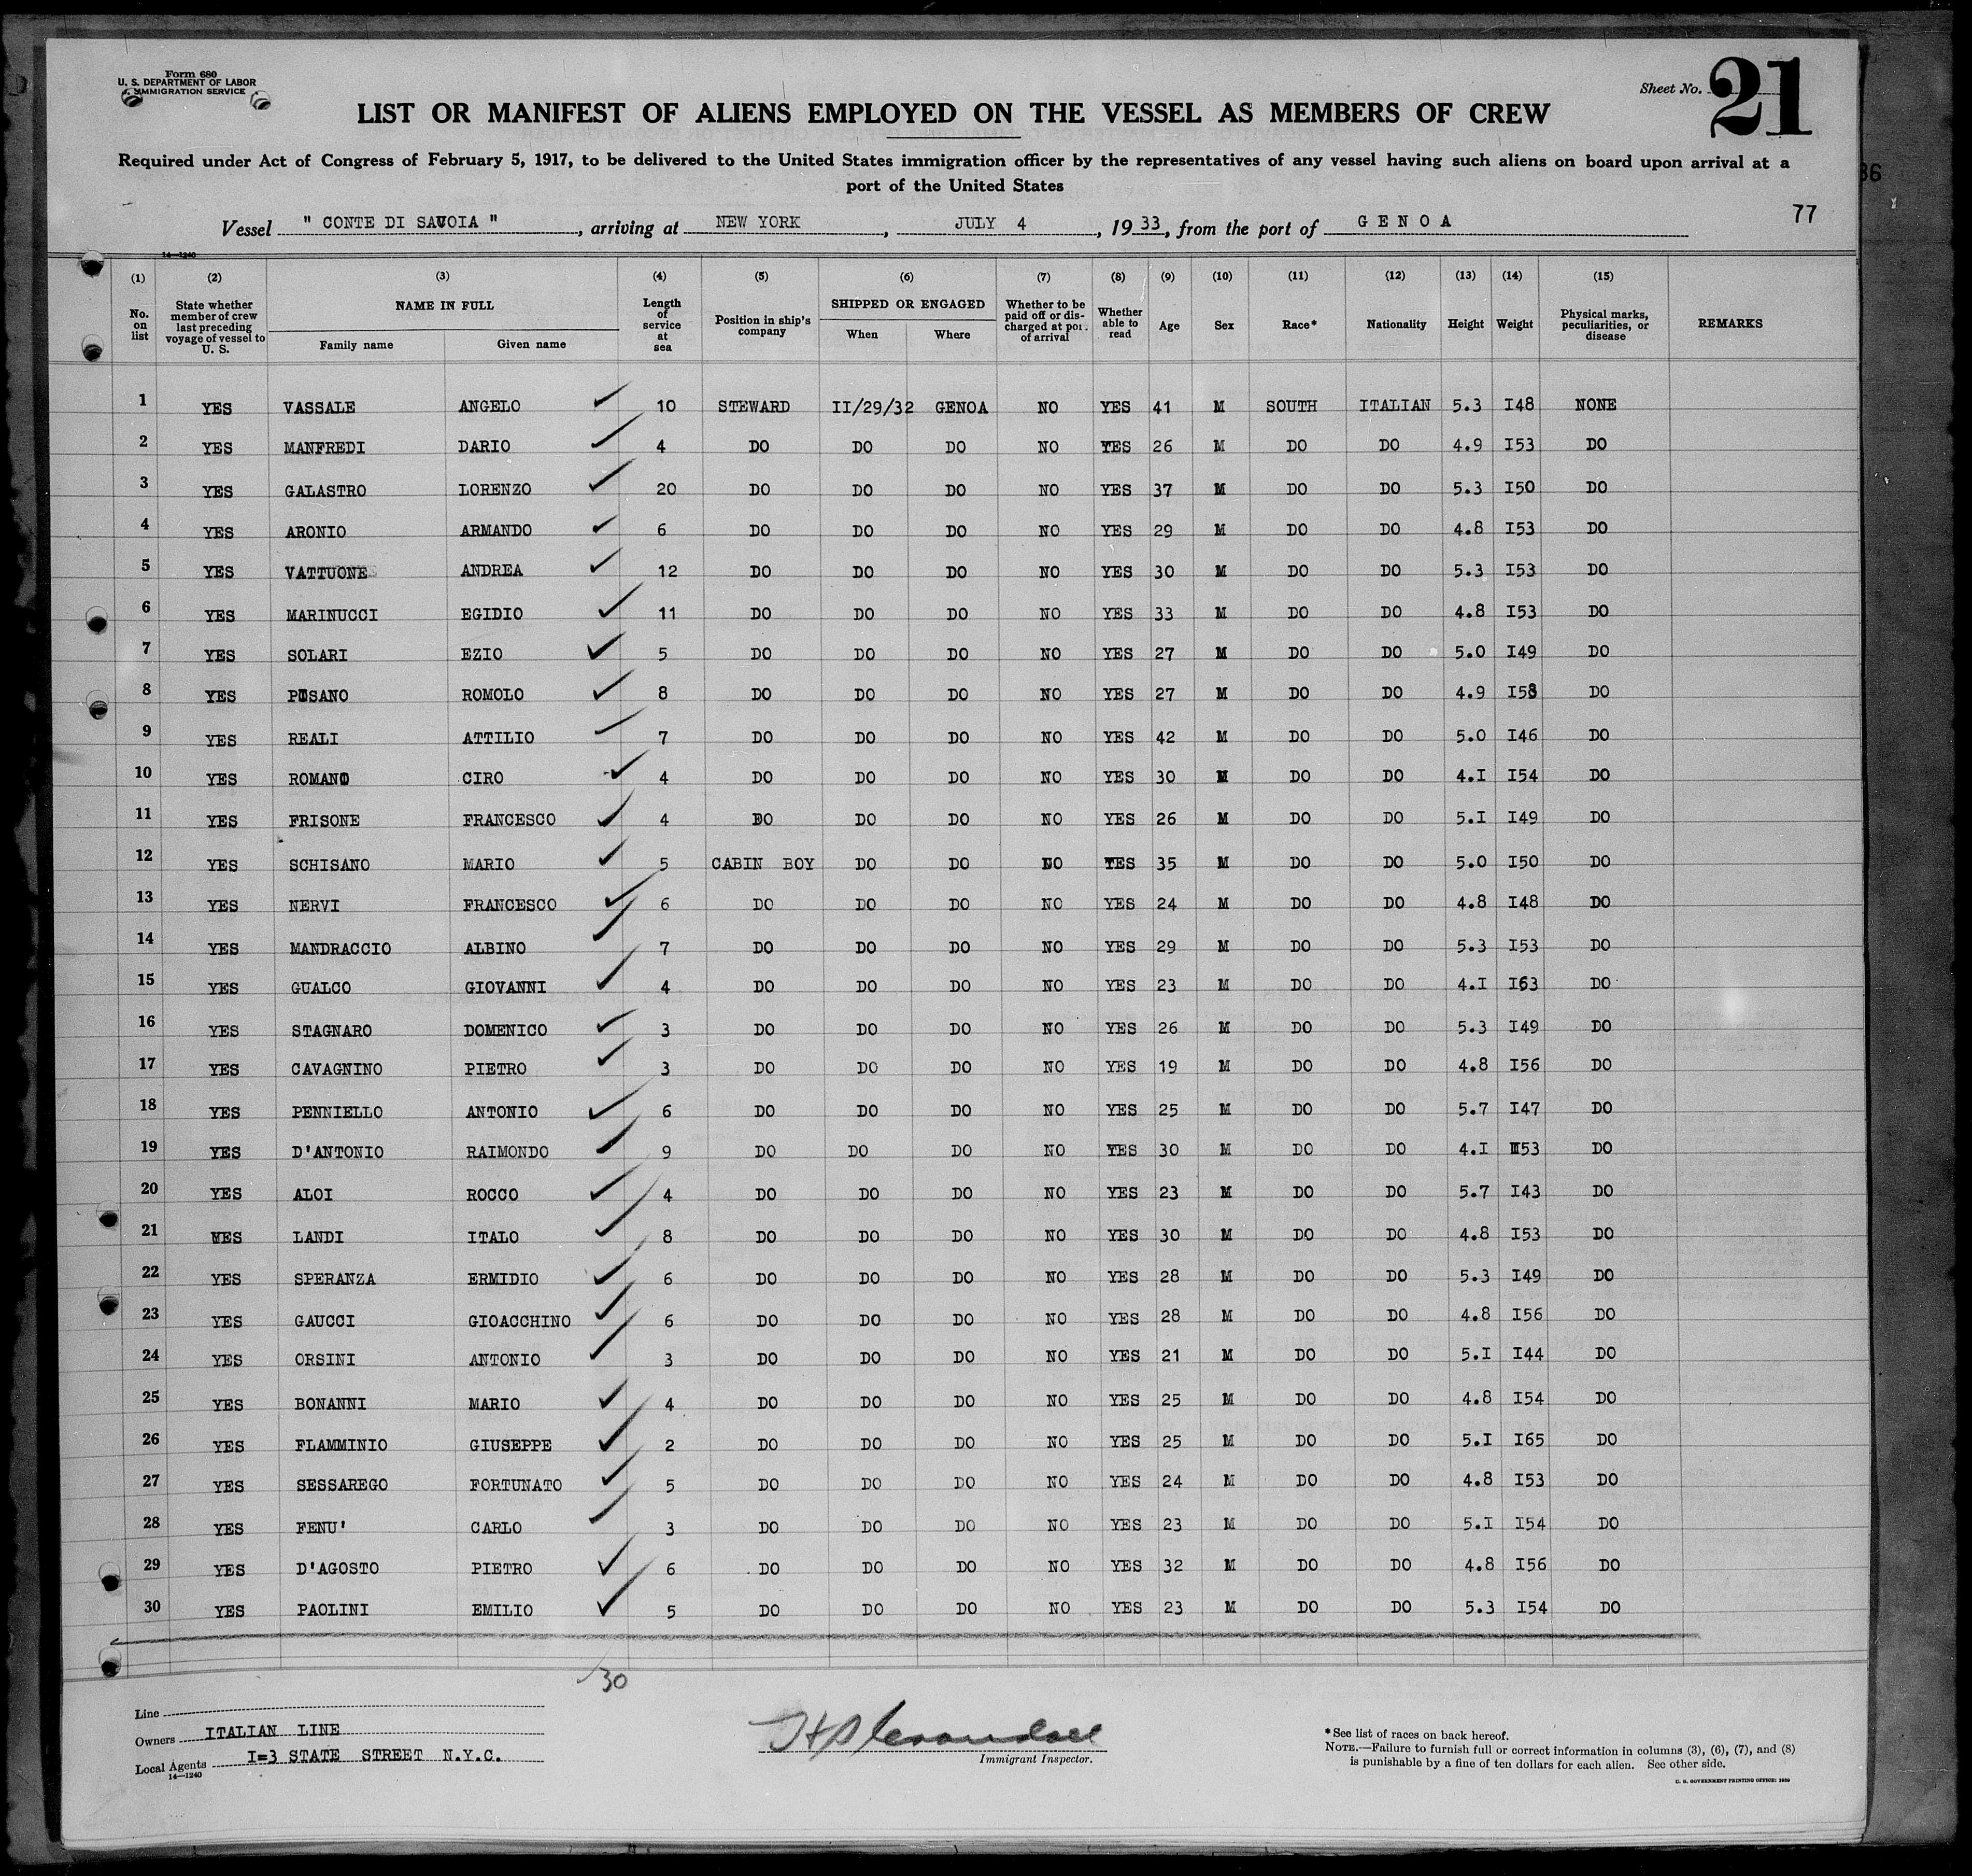 Form 680
U. S. DEPARTMENT OF LABOR
IMMIGRATION SERVICE
Sheet No. 21
LIST OR MANIFEST OF ALIENS EMPLOYED ON THE VESSEL AS MEMBERS OF CREW
Required under Act of Congress of February 5, 1917, to be delivered to the United States immigration officer by the representatives of any vessel having such aliens on board upon arrival at a
port of the United States
36
77
Vessel " CONTE DI SAVOIA ", arriving at NEW YORK, JULY 4, 1933, from the port of GENOA
14—1240
(1) (2) (3) (4) (5) (6) (7) (8) (9) (10) (11) (12) (13) (14) (15)
No. on list State whether member of crew last preceding voyage of vessel to U. S. NAME IN FULL Family name Given name Length of service at sea Position in ship's company SHIPPED OR ENGAGED When Where Whether to be paid off or discharged at port of arrival Whether able to read Age Sex Race* Nationality Height Weight Physical marks, peculiarities, or disease REMARKS
1 YES VASSALE ANGELO 10 STEWARD II/29/32 GENOA NO YES 41 M SOUTH ITALIAN 5.3 I48 NONE
2 YES MANFREDI DARIO 4 DO DO DO NO YES 26 M DO DO 4.9 I53 DO
3 YES GALASTRO LORENZO 20 DO DO DO NO YES 37 M DO DO 5.3 I50 DO
4 YES ARONIO ARMANDO 6 DO DO DO NO YES 29 M DO DO 4.8 I53 DO
5 YES VATTUONE ANDREA 12 DO DO DO NO YES 30 M DO DO 5.3 I53 DO
6 YES MARINUCCI EGIDIO 11 DO DO DO NO YES 33 M DO DO 4.8 I53 DO
7 YES SOLARI EZIO 5 DO DO DO NO YES 27 M DO DO 5.0 I49 DO
8 YES ROMOLO 8 DO DO DO NO YES 27 M DO DO 4.9 I58 DO
9 YES REALI ATTILIO 7 DO DO DO NO YES 42 M DO DO 5.0 I46 DO
10 YES ROMANO CIRO 4 DO DO DO NO YES 30 M DO DO 4.I I54 DO
11 YES FRISONE FRANCESCO 4 DO DO DO NO YES 26 M DO DO 5.I I49 DO
12 YES SCHISANO MARIO 5 CABIN BOY DO DO NO YES 35 M DO DO 5.0 I50 DO
13 YES NERVI FRANCESCO 6 DO DO DO NO YES 24 M DO DO 4.8 I48 DO
14 YES MANDRACCIO ALBINO 7 DO DO DO NO YES 29 M DO DO 5.3 I53 DO
15 YES GUALCO GIOVANNI 4 DO DO DO NO YES 23 M DO DO 4.I I63 DO
16 YES STAGNARO DOMENICO 3 DO DO DO NO YES 26 M DO DO 5.3 I49 DO
17 YES CAVAGNINO PIETRO 3 DO DO DO NO YES 19 M DO DO 4.8 I56 DO
18 YES PENNIELLO ANTONIO 6 DO DO DO NO YES 25 M DO DO 5.7 I47 DO
19 YES D'ANTONIO RAIMONDO 9 DO DO DO NO YES 30 M DO DO 4.I I53 DO
20 YES ALOI ROCCO 4 DO DO DO NO YES 23 M DO DO 5.7 I43 DO
21 YES LANDI ITALO 8 DO DO DO NO YES 30 M DO DO 4.8 I53 DO
22 YES SPERANZA ERMIDIO 6 DO DO DO NO YES 28 M DO DO 5.3 I49 DO
23 YES GAUCCI GIOACCHINO 6 DO DO DO NO YES 28 M DO DO 4.8 I56 DO
24 YES ORSINI ANTONIO 3 DO DO DO NO YES 21 M DO DO 5.I I44 DO
25 YES BONANNI MARIO 4 DO DO DO NO YES 25 M DO DO 4.8 I54 DO
26 YES FLAMMINIO GIUSEPPE 2 DO DO DO NO YES 25 M DO DO 5.I I65 DO
27 YES SESSAREGO FORTUNATO 5 DO DO DO NO YES 24 M DO DO 4.8 I53 DO
28 YES FENU' CARLO 3 DO DO DO NO YES 23 M DO DO 5.I I54 DO
29 YES D'AGOSTO PIETRO 6 DO DO DO NO YES 32 M DO DO 4.8 I56 DO
30 YES PAOLINI EMILIO 5 DO DO DO NO YES 23 M DO DO 5.3 I54 DO
30
Line
Owners ITALIAN LINE
Local Agents I=3 STATE STREET N.Y.C.
14—1240
Immigrant Inspector.
*See list of races on back hereof.
NOTE.—Failure to furnish full or correct information in columns (3), (6), (7), and (8)
is punishable by a fine of ten dollars for each alien. See other side.
U. S. GOVERNMENT PRINTING OFFICE: 1930